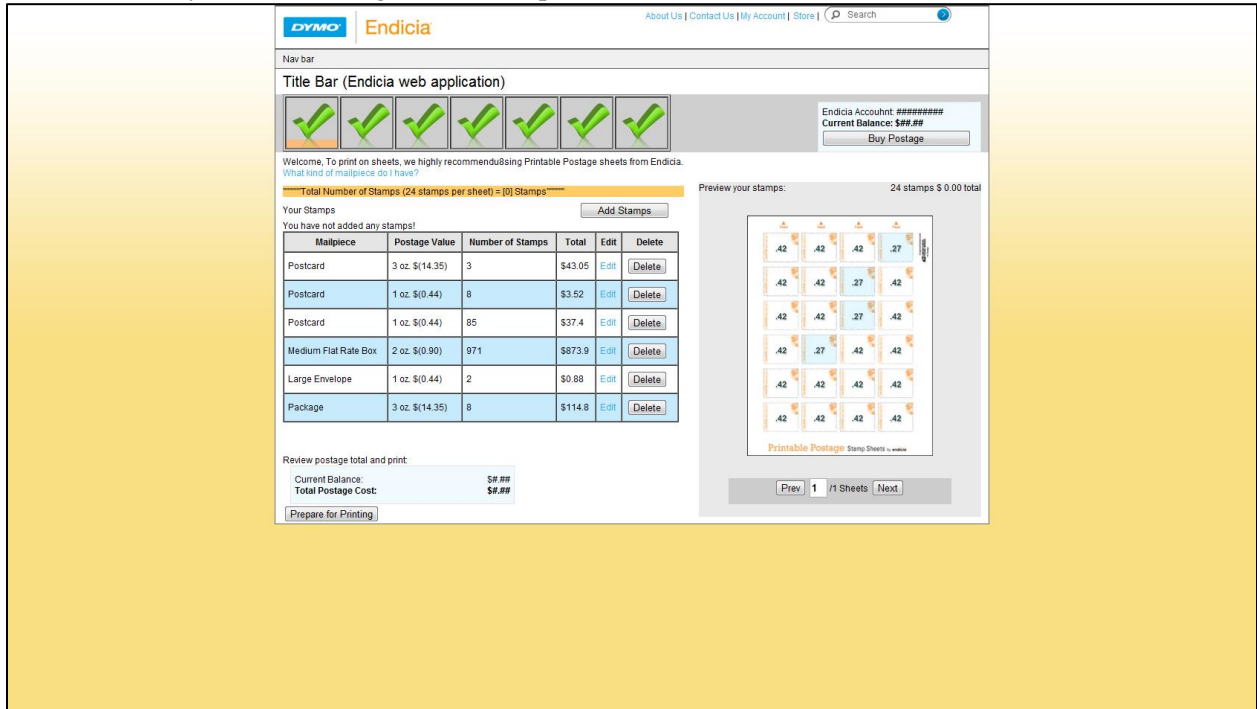 About Us | Contact Us | My Account | Store | Search
DYMO Endicia
Nav bar
Title Bar (Endicia web application)
Endicia Accouhnt: #########
Current Balance: $##.##
Buy Postage
Welcome, To print on sheets, we highly recommendu8sing Printable Postage sheets from Endicia.
What kind of mailpiece do I have?
"""""Total Number of Stamps (24 stamps per sheet) = [0] Stamps"""""
Your Stamps Add Stamps
You have not added any stamps!
Mailpiece Postage Value Number of Stamps Total Edit Delete
Postcard 3 oz. $(14.35) 3 $43.05 Edit Delete
Postcard 1 oz. $(0.44) 8 $3.52 Edit Delete
Postcard 1 oz. $(0.44) 85 $37.4 Edit Delete
Medium Flat Rate Box 2 oz. $(0.90) 971 $873.9 Edit Delete
Large Envelope 1 oz. $(0.44) 2 $0.88 Edit Delete
Package 3 oz. $(14.35) 8 $114.8 Edit Delete
Review postage total and print:
Current Balance: $#.##
Total Postage Cost: $#.##
Prepare for Printing
Preview your stamps: 24 stamps $ 0.00 total
.42 .42 .42 .27
.42 .42 .27 .42
.42 .42 .27 .42
.42 .27 .42 .42
.42 .42 .42 .42
.42 .42 .42 .42
Printable Postage Stamp Sheets by endicia
Prev 1 /1 Sheets Next